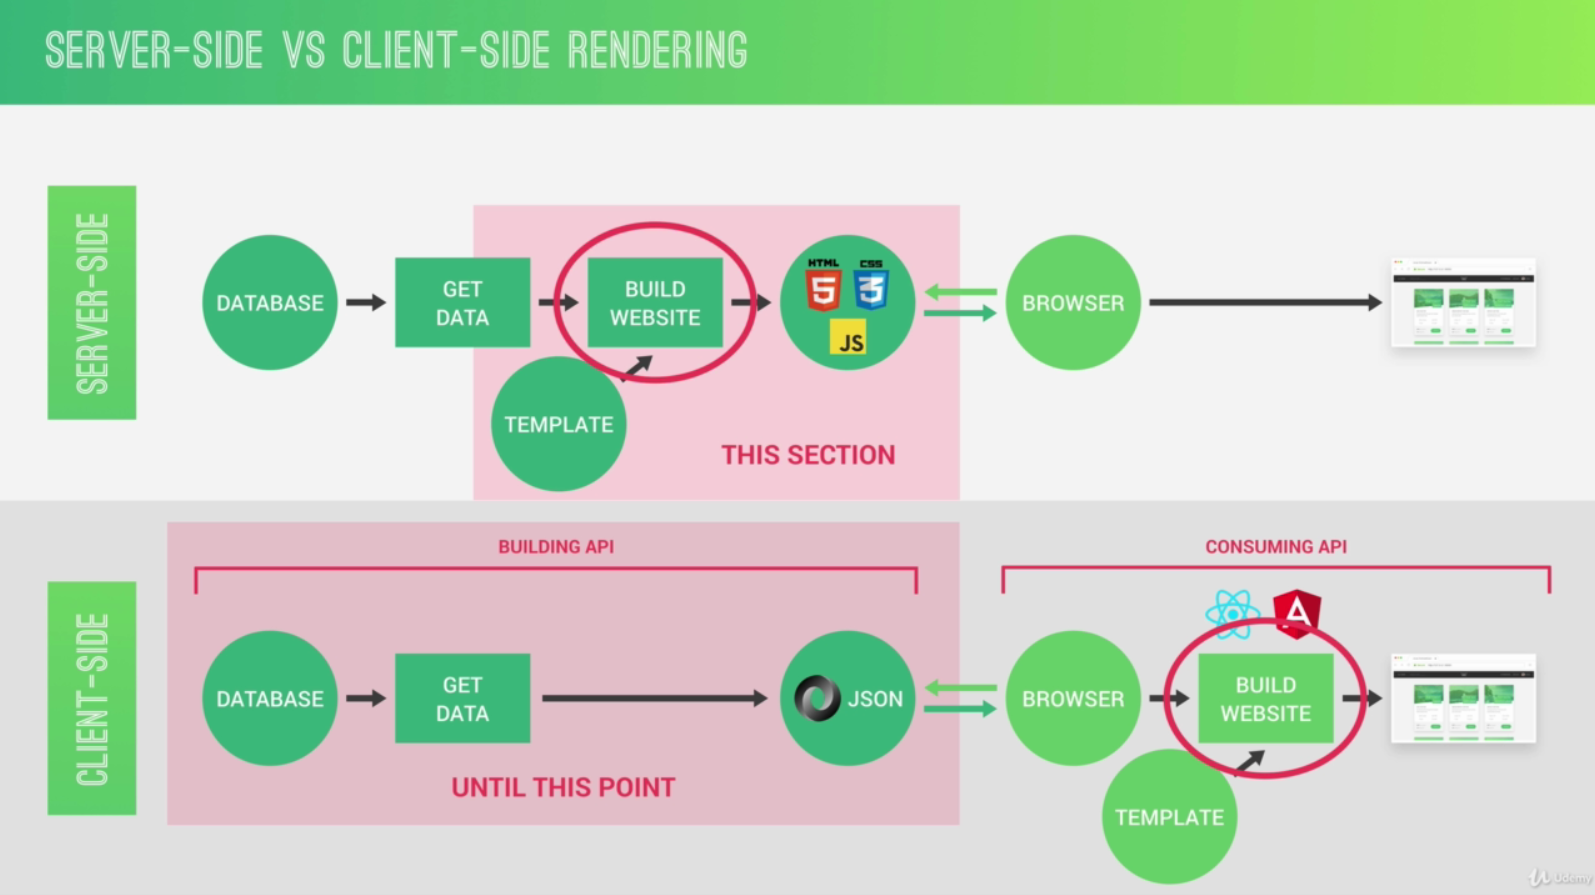 SERVER-SIDE VS CLIENT-SIDE RENDERING
SERVER-SIDE
DATABASE
GET
DATA
BUILD
WEBSITE
HTML
5
CSS
3
JS
BROWSER
TEMPLATE
THIS SECTION
CLIENT-SIDE
BUILDING API
CONSUMING API
A
DATABASE
GET
DATA
JSON
BROWSER
BUILD
WEBSITE
UNTIL THIS POINT
TEMPLATE
Udemy